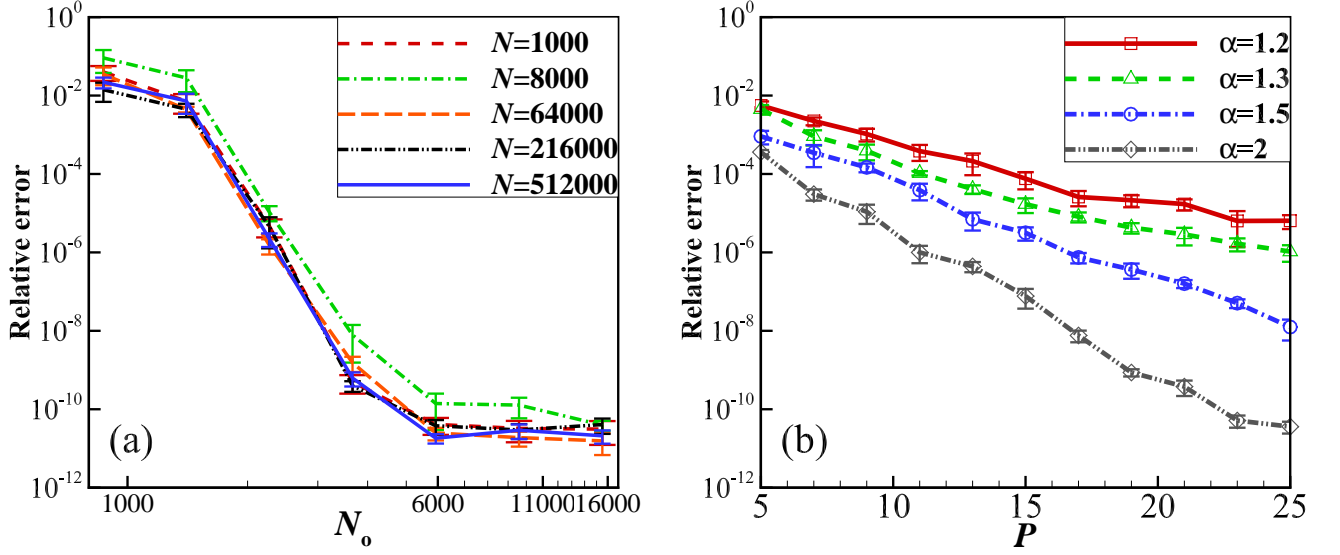 10^0
10^-2
10^-4
10^-6
10^-8
10^-10
10^-12
Relative error
N=1000
N=8000
N=64000
N=216000
N=512000
(a)
1000
6000
11000
16000
N_o
10^0
10^-2
10^-4
10^-6
10^-8
10^-10
10^-12
Relative error
α=1.2
α=1.3
α=1.5
α=2
(b)
5
10
15
20
25
P